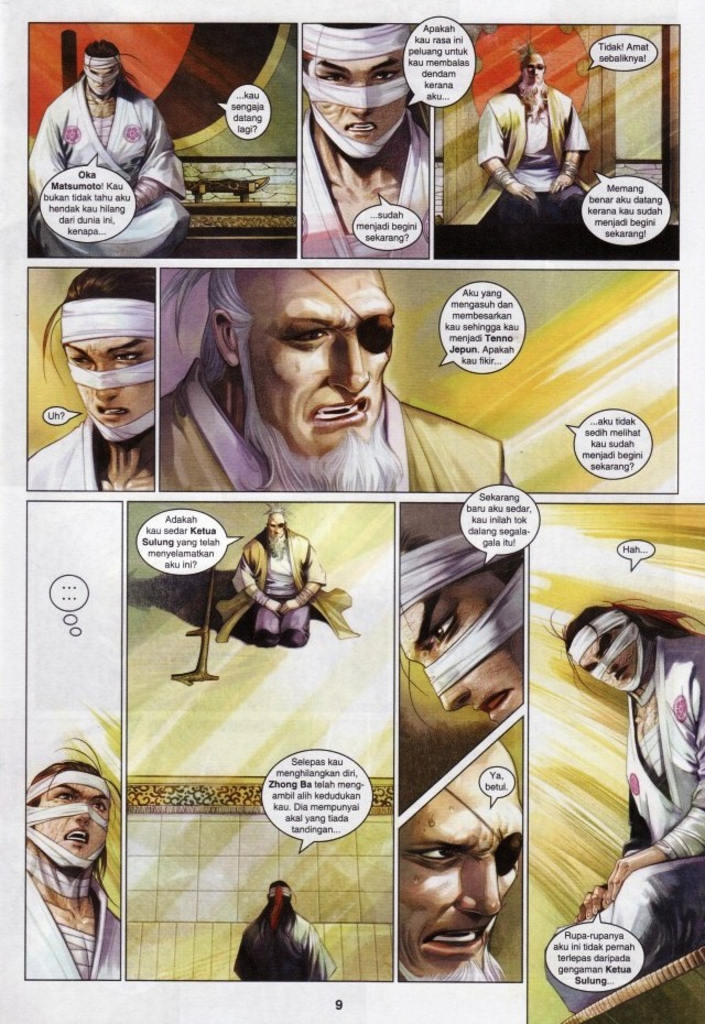 ...kau
sengaja
datang
lagi?
Oka
Matsumoto! Kau
bukan tidak tahu aku
hendak kau hilang
dari dunia ini,
kenapa...
Apakah
kau rasa ini
peluang untuk
kau membalas
dendam
kerana
aku...
...sudah
menjadi begini
sekarang?
Tidak! Amat
sebaliknya!
Memang
benar aku datang
kerana kau sudah
menjadi begini
sekarang!
Uh?
Aku yang
mengasuh dan
membesarkan
kau sehingga kau
menjadi Tenno
Jepun. Apakah
kau fikir...
...aku tidak
sedih melihat
kau sudah
menjadi begini
sekarang?
...
...
Adakah
kau sedar Ketua
Sulung yang telah
menyelamatkan
aku ini?
Selepas kau
menghilangkan diri,
Zhong Ba telah meng-
ambil alih kedudukan
kau. Dia mempunyai
akal yang tiada
tandingan...
Sekarang
baru aku sedar,
kau inilah tok
dalang segala-
gala itu!
Ya,
betul.
Hah...
Rupa-rupanya
aku ini tidak pernah
terlepas daripada
gengaman Ketua
Sulung...
9